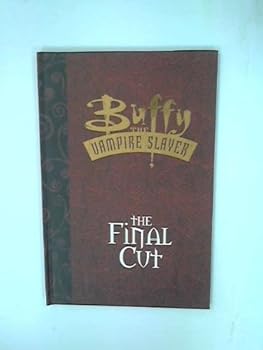 Buffy
THE
VAMPIRE SLAYER
THE
FINAL
CUT